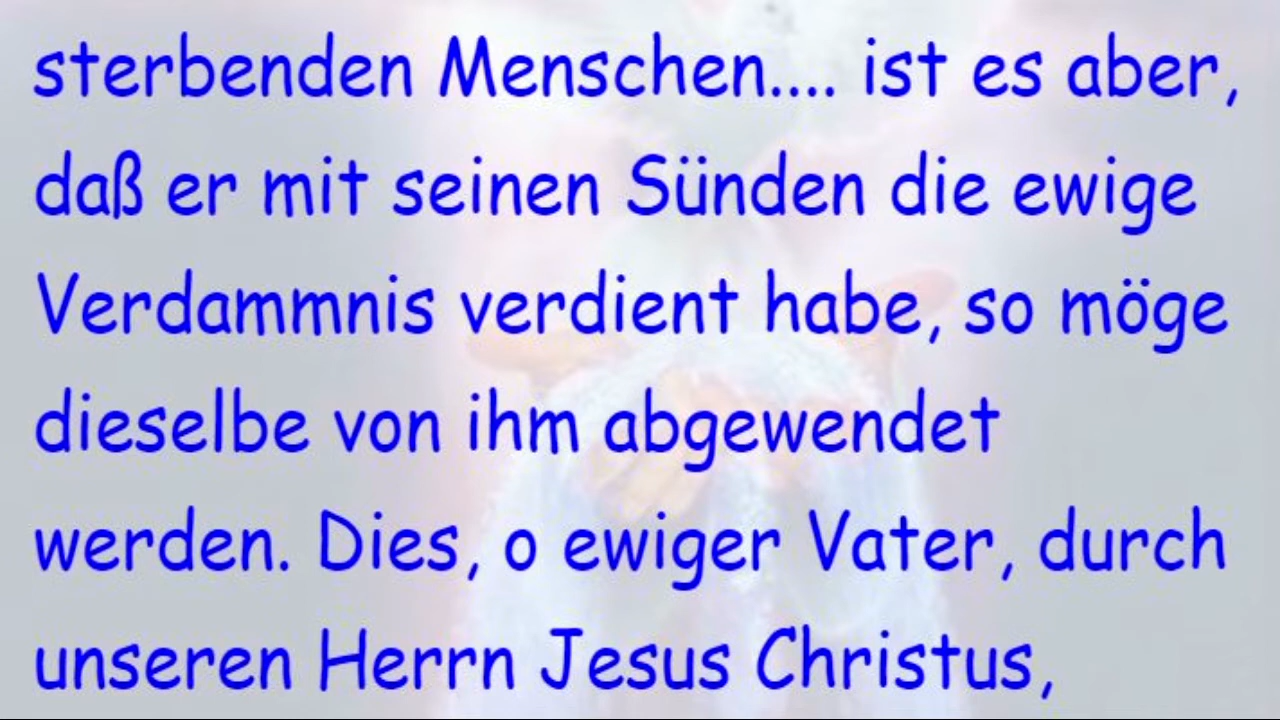 sterbenden Menschen.... ist es aber,
daß er mit seinen Sünden die ewige
Verdammnis verdient habe, so möge
dieselbe von ihm abgewendet
werden. Dies, o ewiger Vater, durch
unseren Herrn Jesus Christus,